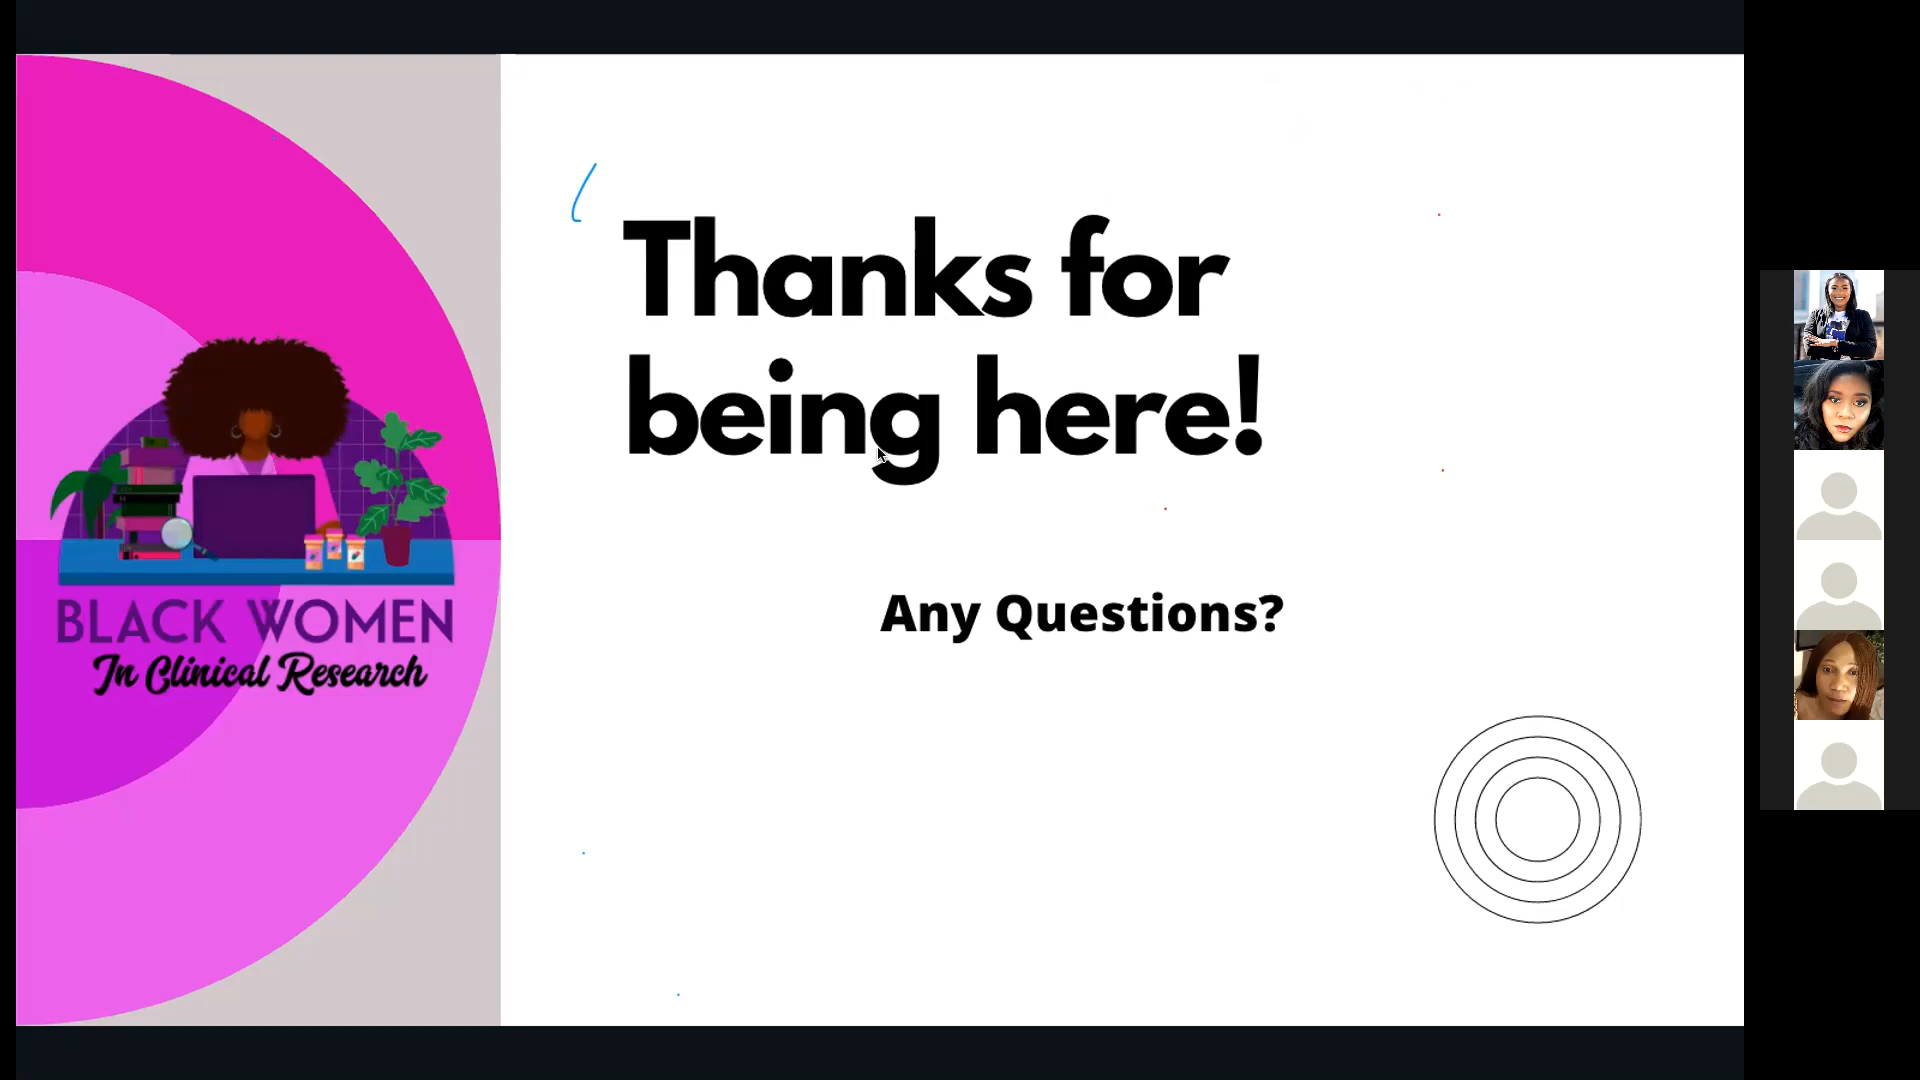 Thanks for
being here!
Any Questions?
BLACK WOMEN
In Clinical Research